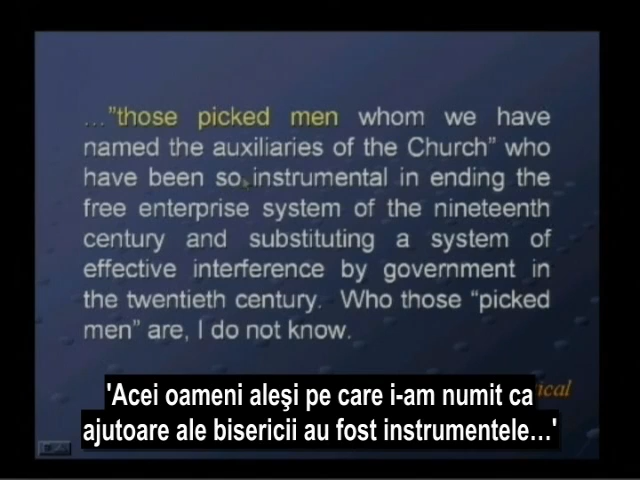 …”those picked men whom we have
named the auxiliaries of the Church” who
have been so instrumental in ending the
free enterprise system of the nineteenth
century and substituting a system of
effective interference by government in
the twentieth century. Who those “picked
men” are, I do not know.
'Acei oameni aleşi pe care i-am numit ca
ajutoare ale bisericii au fost instrumentele…'